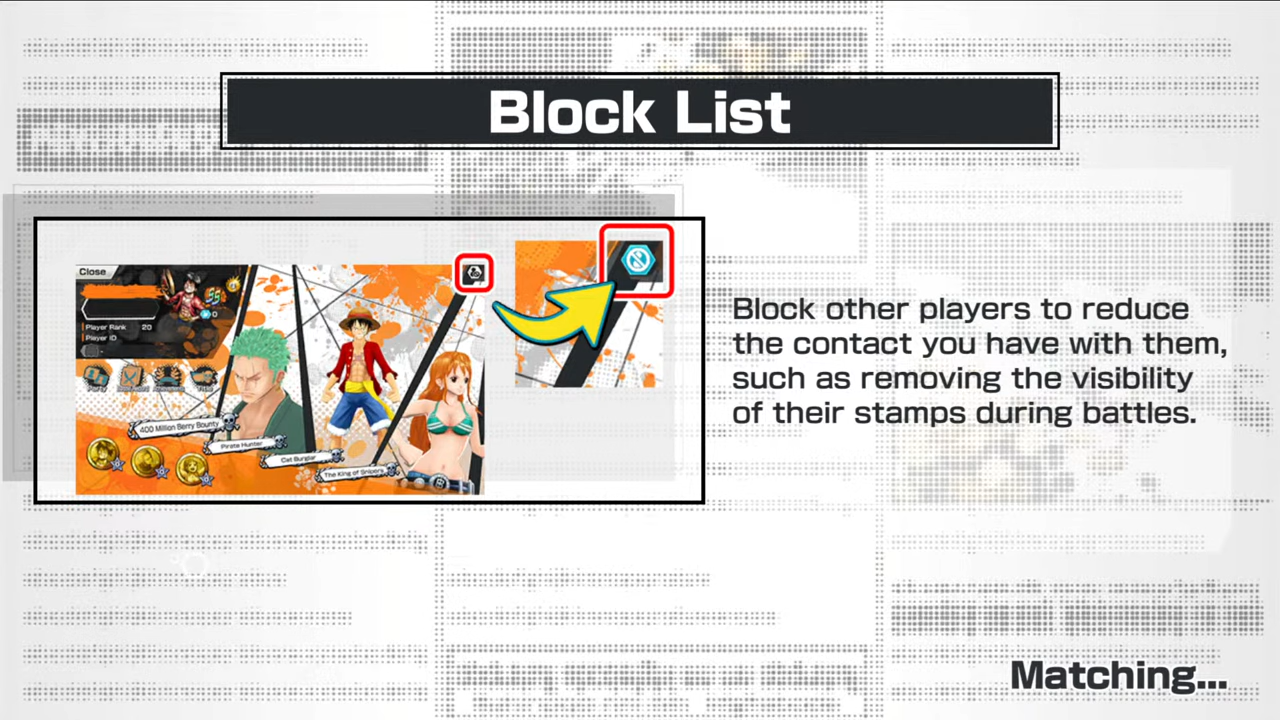 Block List
Close
Player Rank 20
Player ID
400 Million Berry Bounty
Pirate Hunter
Cat Burglar
The King of Snipers
Block other players to reduce
the contact you have with them,
such as removing the visibility
of their stamps during battles.
Matching...